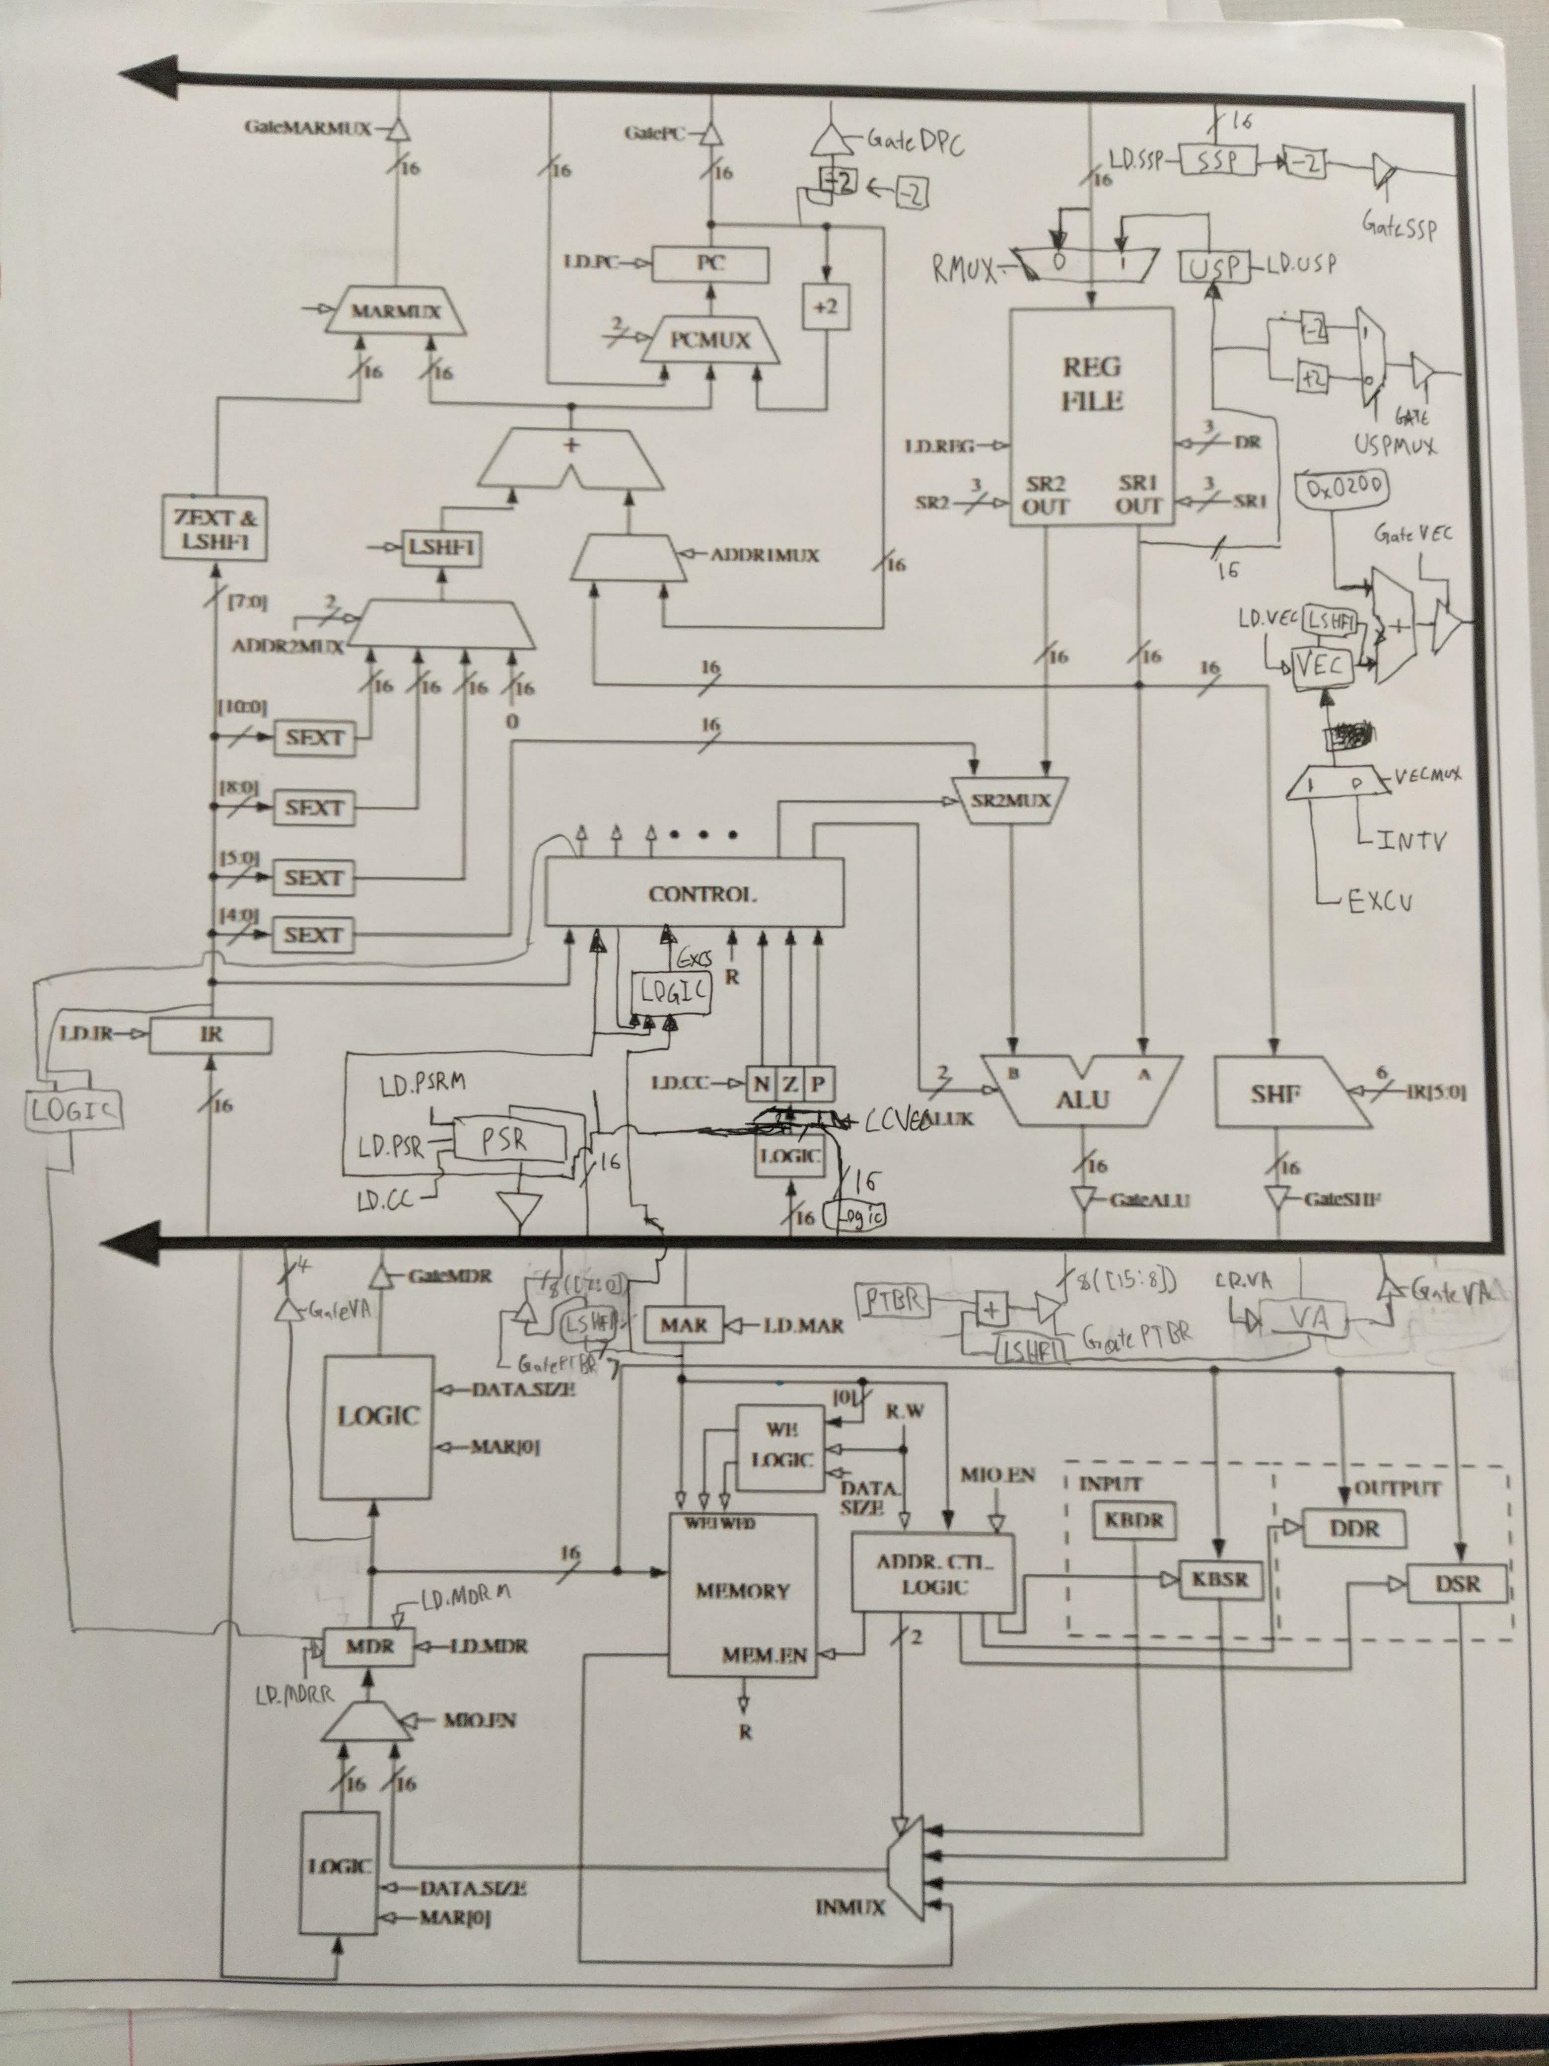 GateMARMUX
16
16
GatePC
16
GateDPC
-2
-2
16
LD.SSP
SSP
-2
16
GateSSP
LD.PC
PC
RMUX
0
1
USP
LD.USP
MARMUX
+2
2
PCMUX
16
16
REG
FILE
-2
+2
1
0
GATE
USPMUX
LD.REG
3
DR
SR2
3
SR2
OUT
SR1
OUT
3
SR1
0x0200
ZEXT &
LSHF1
+
LSHF1
ADDR1MUX
16
16
GateVEC
[7:0]
2
ADDR2MUX
LD.VEC
LSHF1
+
VEC
16
16
16
16
0
16
16
16
16
[10:0]
SEXT
16
[8:0]
SEXT
SR2MUX
1
0
VECMUX
INTV
EXCV
[5:0]
SEXT
CONTROL
[4:0]
SEXT
Excs
LOGIC
R
LD.IR
IR
LOGIC
16
LD.PSRM
LD.PSR
PSR
LD.CC
16
LD.CC
N Z P
LOGIC
16
16
Logic
2
ALUK
B
A
ALU
SHF
6
IR[5:0]
16
GateALU
16
GateSHF
4
GateVA
GateMDR
8([7:0])
LSHF1
GatePTBR
7
MAR
LD.MAR
PTBR
+
8([15:8])
GatePTBR
LSHF1
LD.VA
VA
GateVA
LOGIC
DATA.SIZE
MAR[0]
[0]
WE
LOGIC
R.W
DATA.
SIZE
MIO.EN
INPUT
KBDR
KBSR
OUTPUT
DDR
DSR
16
WE1 WE0
MEMORY
MEM.EN
ADDR. CTL.
LOGIC
2
R
LD.MDRM
MDR
LD.MDR
LD.MDRR
MIO.EN
16
16
LOGIC
DATA.SIZE
MAR[0]
INMUX